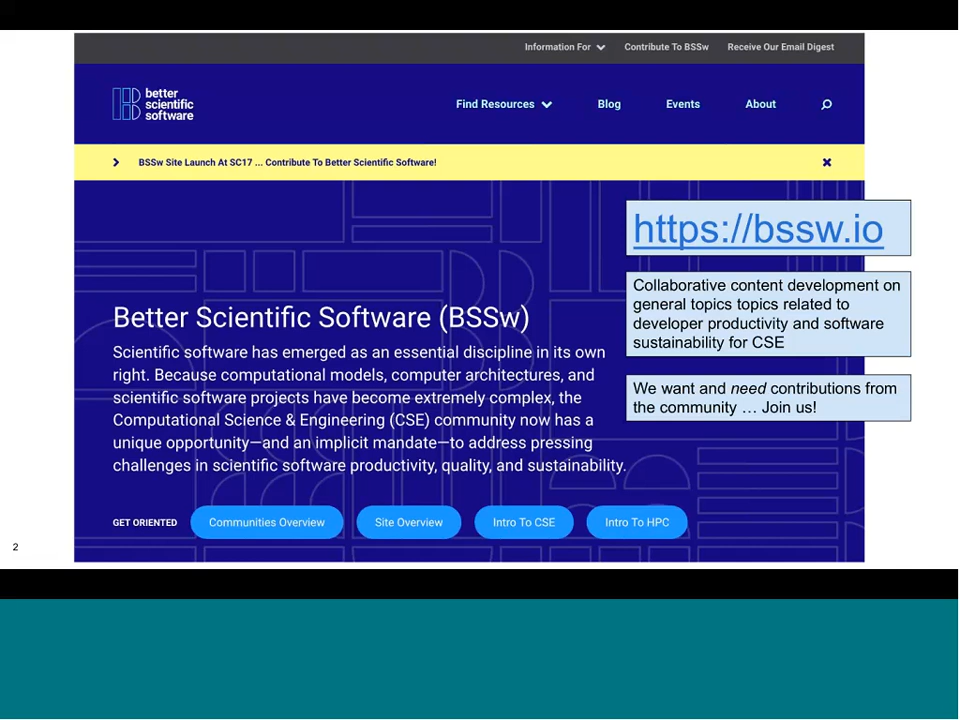 Information For
Contribute To BSSw
Receive Our Email Digest
better
scientific
software
Find Resources
Blog
Events
About
BSSw Site Launch At SC17 ... Contribute To Better Scientific Software!
https://bssw.io
Collaborative content development on
general topics topics related to
developer productivity and software
sustainability for CSE
We want and need contributions from
the community … Join us!
Better Scientific Software (BSSw)
Scientific software has emerged as an essential discipline in its own
right. Because computational models, computer architectures, and
scientific software projects have become extremely complex, the
Computational Science & Engineering (CSE) community now has a
unique opportunity—and an implicit mandate—to address pressing
challenges in scientific software productivity, quality, and sustainability.
GET ORIENTED
Communities Overview
Site Overview
Intro To CSE
Intro To HPC
2